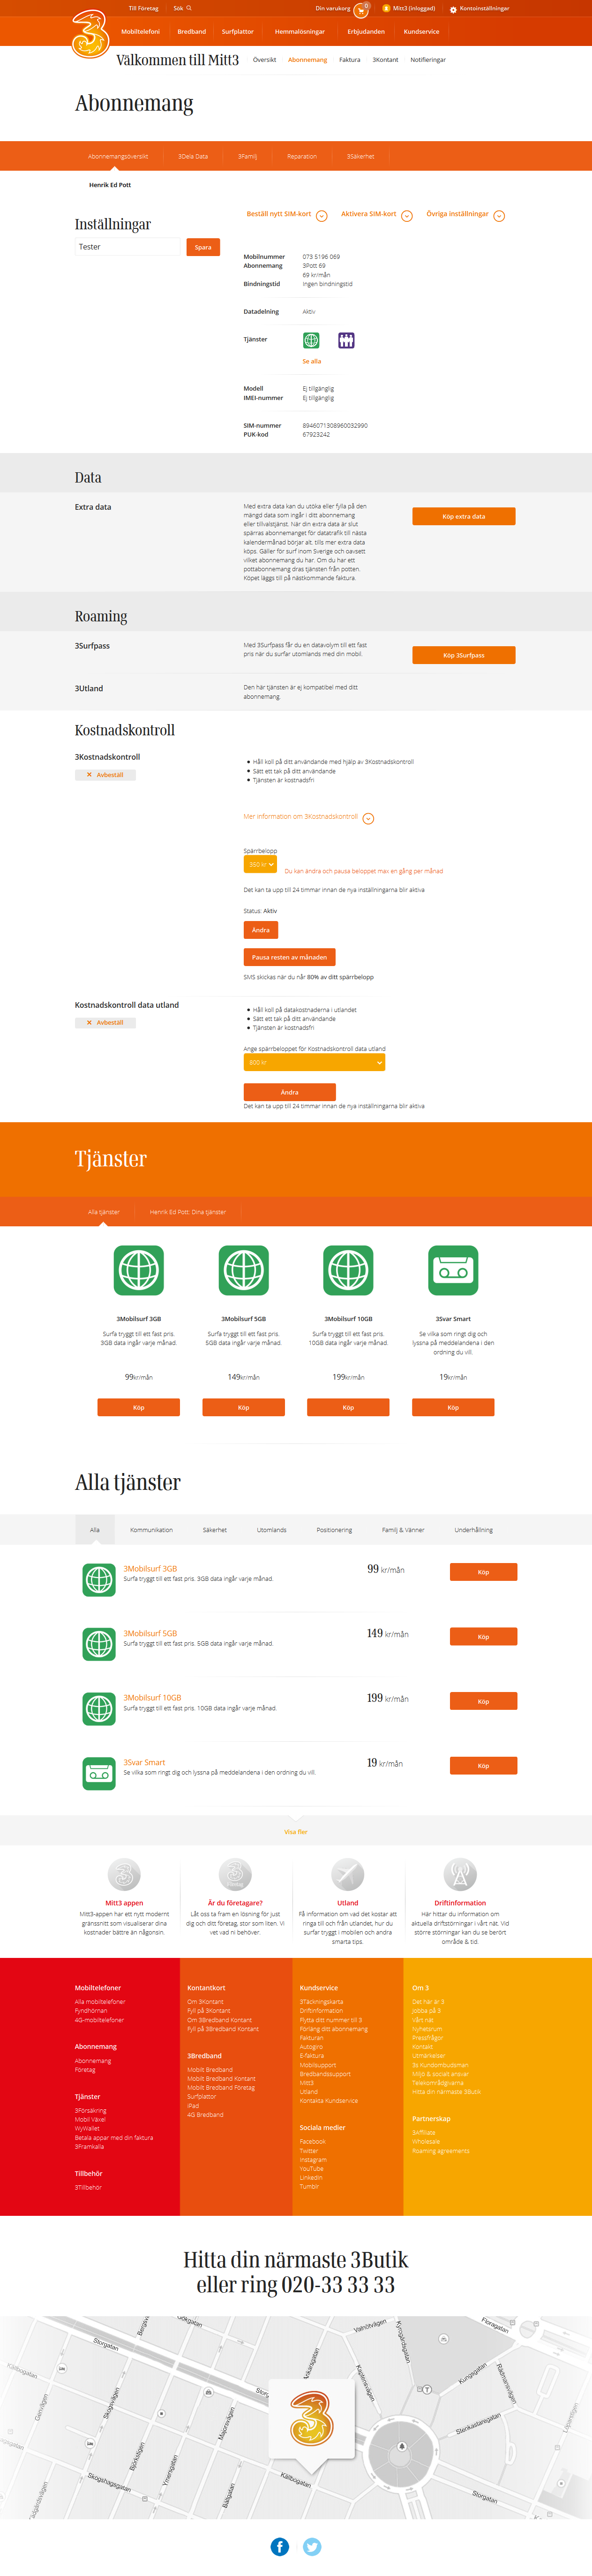 Till Företag
Sök
Din varukorg
0
Mitt3 (inloggad)
Kontoinställningar
Mobiltelefoni
Bredband
Surfplattor
Hemmalösningar
Erbjudanden
Kundservice
Välkommen till Mitt3
Översikt
Abonnemang
Faktura
3Kontant
Notifieringar
Abonnemang
Abonnemangsöversikt
3Dela Data
3Familj
Reparation
3Säkerhet
Henrik Ed Pott
Inställningar
Tester
Spara
Beställ nytt SIM-kort
Aktivera SIM-kort
Övriga inställningar
Mobilnummer 073 5196 069
Abonnemang 3Pott 69
69 kr/mån
Bindningstid Ingen bindningstid
Datadelning Aktiv
Tjänster
Se alla
Modell Ej tillgänglig
IMEI-nummer Ej tillgänglig
SIM-nummer 8946071308960032990
PUK-kod 67923242
Data
Extra data
Med extra data kan du utöka eller fylla på den
mängd data som ingår i ditt abonnemang
eller tillvalstjänst. När din extra data är slut
spärras abonnemanget för datatrafik till nästa
kalendermånad börjar alt. tills mer extra data
köps. Gäller för surf inom Sverige och oavsett
vilket abonnemang du har. Om du har ett
pottabonnemang dras tjänsten från potten.
Köpet läggs till på nästkommande faktura.
Köp extra data
Roaming
3Surfpass
Med 3Surfpass får du en datavolym till ett fast
pris när du surfar utomlands med din mobil.
Köp 3Surfpass
3Utland
Den här tjänsten är ej kompatibel med ditt
abonnemang.
Kostnadskontroll
3Kostnadskontroll
Avbeställ
Håll koll på ditt användande med hjälp av 3Kostnadskontroll
Sätt ett tak på ditt användande
Tjänsten är kostnadsfri
Mer information om 3Kostnadskontroll
Spärrbelopp
350 kr
Du kan ändra och pausa beloppet max en gång per månad
Det kan ta upp till 24 timmar innan de nya inställningarna blir aktiva
Status: Aktiv
Ändra
Pausa resten av månaden
SMS skickas när du når 80% av ditt spärrbelopp
Kostnadskontroll data utland
Avbeställ
Håll koll på datakostnaderna i utlandet
Sätt ett tak på ditt användande
Tjänsten är kostnadsfri
Ange spärrbeloppet för Kostnadskontroll data utland
600 kr
Ändra
Det kan ta upp till 24 timmar innan de nya inställningarna blir aktiva
Tjänster
Alla tjänster
Henrik Ed Pott: Dina tjänster
3Mobilsurf 3GB
Surfa tryggt till ett fast pris.
3GB data ingår varje månad.
99kr/mån
Köp
3Mobilsurf 5GB
Surfa tryggt till ett fast pris.
5GB data ingår varje månad.
149kr/mån
Köp
3Mobilsurf 10GB
Surfa tryggt till ett fast pris.
10GB data ingår varje månad.
199kr/mån
Köp
3Svar Smart
Se vilka som ringt dig och
lyssna på meddelandena i den
ordning du vill.
19kr/mån
Köp
Alla tjänster
Alla
Kommunikation
Säkerhet
Utomlands
Positionering
Familj & Vänner
Underhållning
3Mobilsurf 3GB
Surfa tryggt till ett fast pris. 3GB data ingår varje månad.
99 kr/mån
Köp
3Mobilsurf 5GB
Surfa tryggt till ett fast pris. 5GB data ingår varje månad.
149 kr/mån
Köp
3Mobilsurf 10GB
Surfa tryggt till ett fast pris. 10GB data ingår varje månad.
199 kr/mån
Köp
3Svar Smart
Se vilka som ringt dig och lyssna på meddelandena i den ordning du vill.
19 kr/mån
Köp
Visa fler
Mitt3 appen
Mitt3-appen har ett nytt modernt
gränssnitt som visualiserar dina
kostnader bättre än någonsin.
Är du företagare?
Låt oss ta fram en lösning för just
dig och ditt företag, stor som liten. Vi
vet vad ni behöver.
Utland
Få information om vad det kostar att
ringa till och från utlandet, hur du
surfar tryggt i mobilen och andra
smarta tips.
Driftinformation
Här hittar du information om
aktuella driftstörningar i vårt nät. Vid
större störningar kan du se berört
område & tid.
Mobiltelefoner
Alla mobiltelefoner
Fyndhörnan
4G-mobiltelefoner
Abonnemang
Abonnemang
Företag
Tjänster
3Försäkring
Mobil Växel
WyWallet
Betala appar med din faktura
3Framkalla
Tillbehör
3Tillbehör
Kontantkort
Om 3Kontant
Fyll på 3Kontant
Om 3Bredband Kontant
Fyll på 3Bredband Kontant
3Bredband
Mobilt Bredband
Mobilt Bredband Kontant
Mobilt Bredband Företag
Surfplattor
iPad
4G Bredband
Kundservice
3Täckningskarta
Driftinformation
Flytta ditt nummer till 3
Förläng ditt abonnemang
Fakturen
Autogiro
E-faktura
Mobilsupport
Bredbandssupport
Mitt3
Utland
Kontakta Kundservice
Sociala medier
Facebook
Twitter
Instagram
YouTube
LinkedIn
Tumblr
Om 3
Det här är 3
Jobba på 3
Vårt nät
Nyhetsrum
Pressfrågor
Kontakt
Utmärkelser
3s Kundombudsman
Miljö & socialt ansvar
Telekområdgivarna
Hitta din närmaste 3Butik
Partnerskap
3Affiliate
Wholesale
Roaming agreements
Hitta din närmaste 3Butik
eller ring 020-33 33 33
Storgatan
Skogsvägen
Björkstigen
Ymersgatan
Majorsvägen
Skogshagsgatan
Källbogatan
Valnötvägen
Kungsgatan
Rådmansvägen
Stenkastaregatan
Storgatan